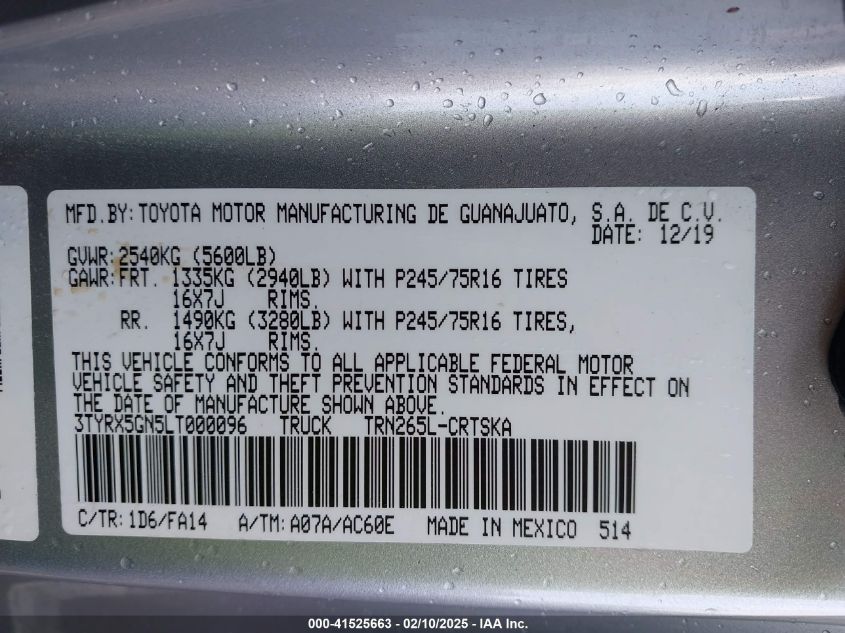 MFD.BY:TOYOTA MOTOR MANUFACTURING DE GUANAJUATO, S.A. DE C.V.
DATE: 12/19
GVWR:2540KG (5600LB)
GAWR:FRT. 1335KG (2940LB) WITH P245/75R16 TIRES
16X7J RIMS.
RR. 1490KG (3280LB) WITH P245/75R16 TIRES,
16X7J RIMS.
THIS VEHICLE CONFORMS TO ALL APPLICABLE FEDERAL MOTOR
VEHICLE SAFETY AND THEFT PREVENTION STANDARDS IN EFFECT ON
THE DATE OF MANUFACTURE SHOWN ABOVE.
3TYRX5GN5LT000096 TRUCK TRN265L-CRTSKA
C/TR:1D6/FA14 A/TM:A07A/AC60E MADE IN MEXICO 514
000-41525663 - 02/10/2025 - IAA Inc.